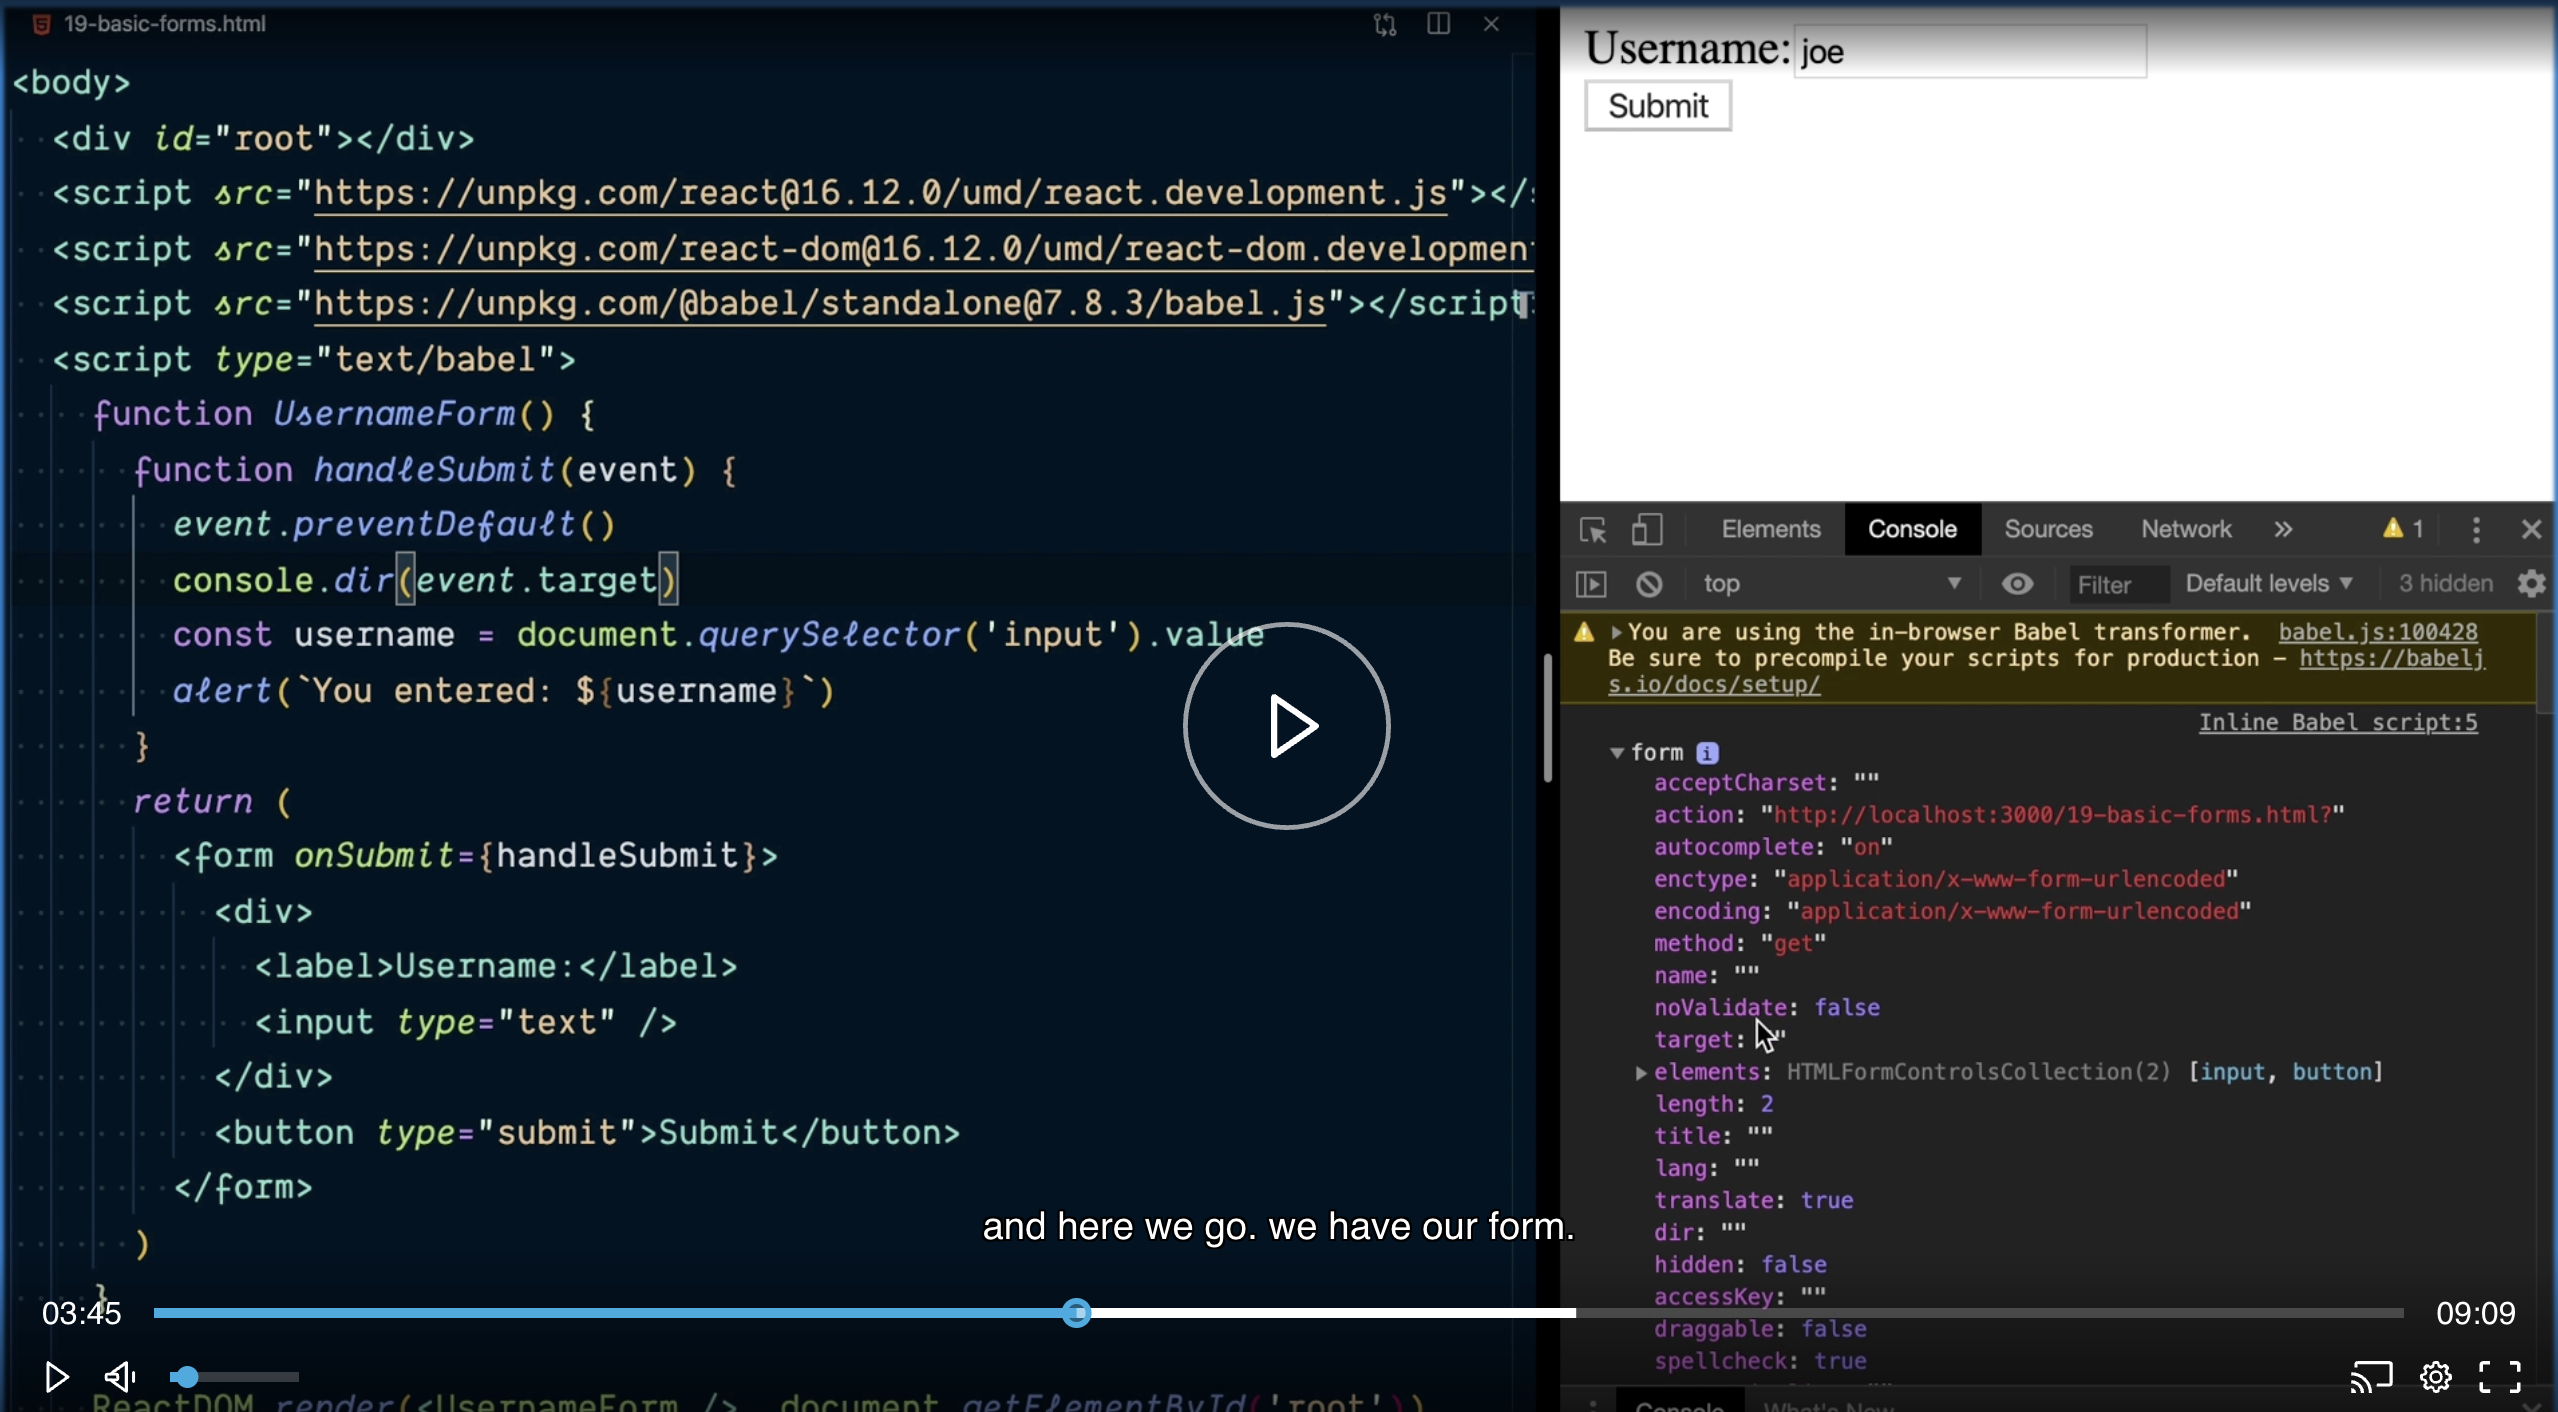 19-basic-forms.html
<body>
<div id="root"></div>
<script src="https://unpkg.com/react@16.12.0/umd/react.development.js"></
<script src="https://unpkg.com/react-dom@16.12.0/umd/react-dom.developmen
<script src="https://unpkg.com/@babel/standalone@7.8.3/babel.js"></script
<script type="text/babel">
function UsernameForm() {
function handleSubmit(event) {
event.preventDefault()
console.dir(event.target)
const username = document.querySelector('input').value
alert(`You entered: ${username}`)
}
return (
<form onSubmit={handleSubmit}>
<div>
<label>Username:</label>
<input type="text" />
</div>
<button type="submit">Submit</button>
</form>
)
}
ReactDOM.render(<UsernameForm />, document.getElementById('root'))
Username: joe
Submit
Elements Console Sources Network » 1
top Filter Default levels ▼ 3 hidden
You are using the in-browser Babel transformer. babel.js:100428
Be sure to precompile your scripts for production – https://babelj
s.io/docs/setup/
Inline Babel script:5
form i
acceptCharset: ""
action: "http://localhost:3000/19-basic-forms.html?"
autocomplete: "on"
enctype: "application/x-www-form-urlencoded"
encoding: "application/x-www-form-urlencoded"
method: "get"
name: ""
noValidate: false
target: "
elements: HTMLFormControlsCollection(2) [input, button]
length: 2
title: ""
lang: ""
translate: true
dir: ""
hidden: false
accessKey: ""
draggable: false
spellcheck: true
Console What's New
and here we go. we have our form.
03:45
09:09